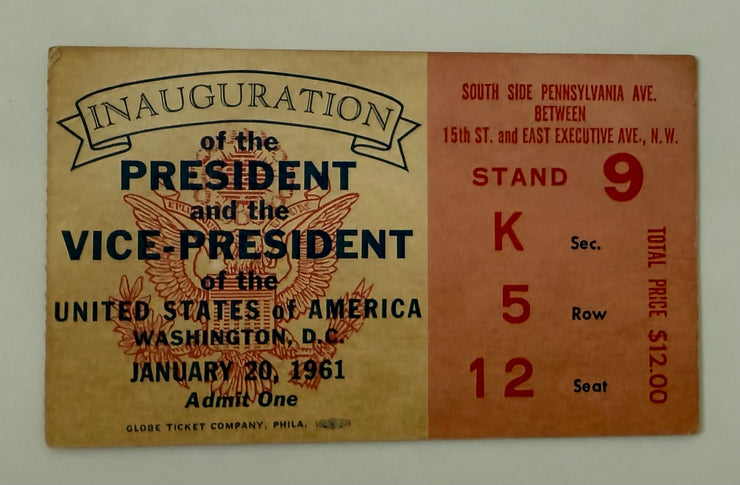 INAUGURATION
of the
PRESIDENT
and the
VICE-PRESIDENT
of the
UNITED STATES of AMERICA
WASHINGTON, D.C.
JANUARY 20, 1961
Admit One
GLOBE TICKET COMPANY, PHILA.
SOUTH SIDE PENNSYLVANIA AVE.
BETWEEN
15th ST. and EAST EXECUTIVE AVE., N.W.
STAND 9
K Sec.
5 Row
12 Seat
TOTAL PRICE $12.00